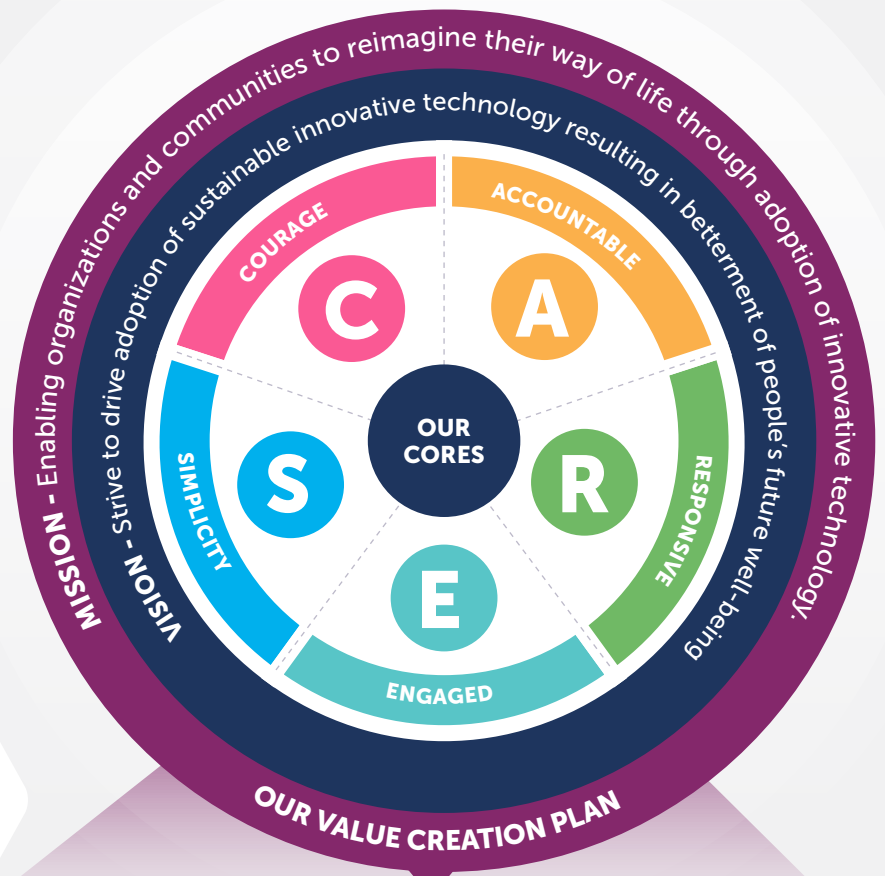 MISSION - Enabling organizations and communities to reimagine their way of life through adoption of innovative technology.
VISION - Strive to drive adoption of sustainable innovative technology resulting in betterment of people's future well-being
COURAGE
C
ACCOUNTABLE
A
RESPONSIVE
R
ENGAGED
E
SIMPLICITY
S
OUR
CORES
OUR VALUE CREATION PLAN